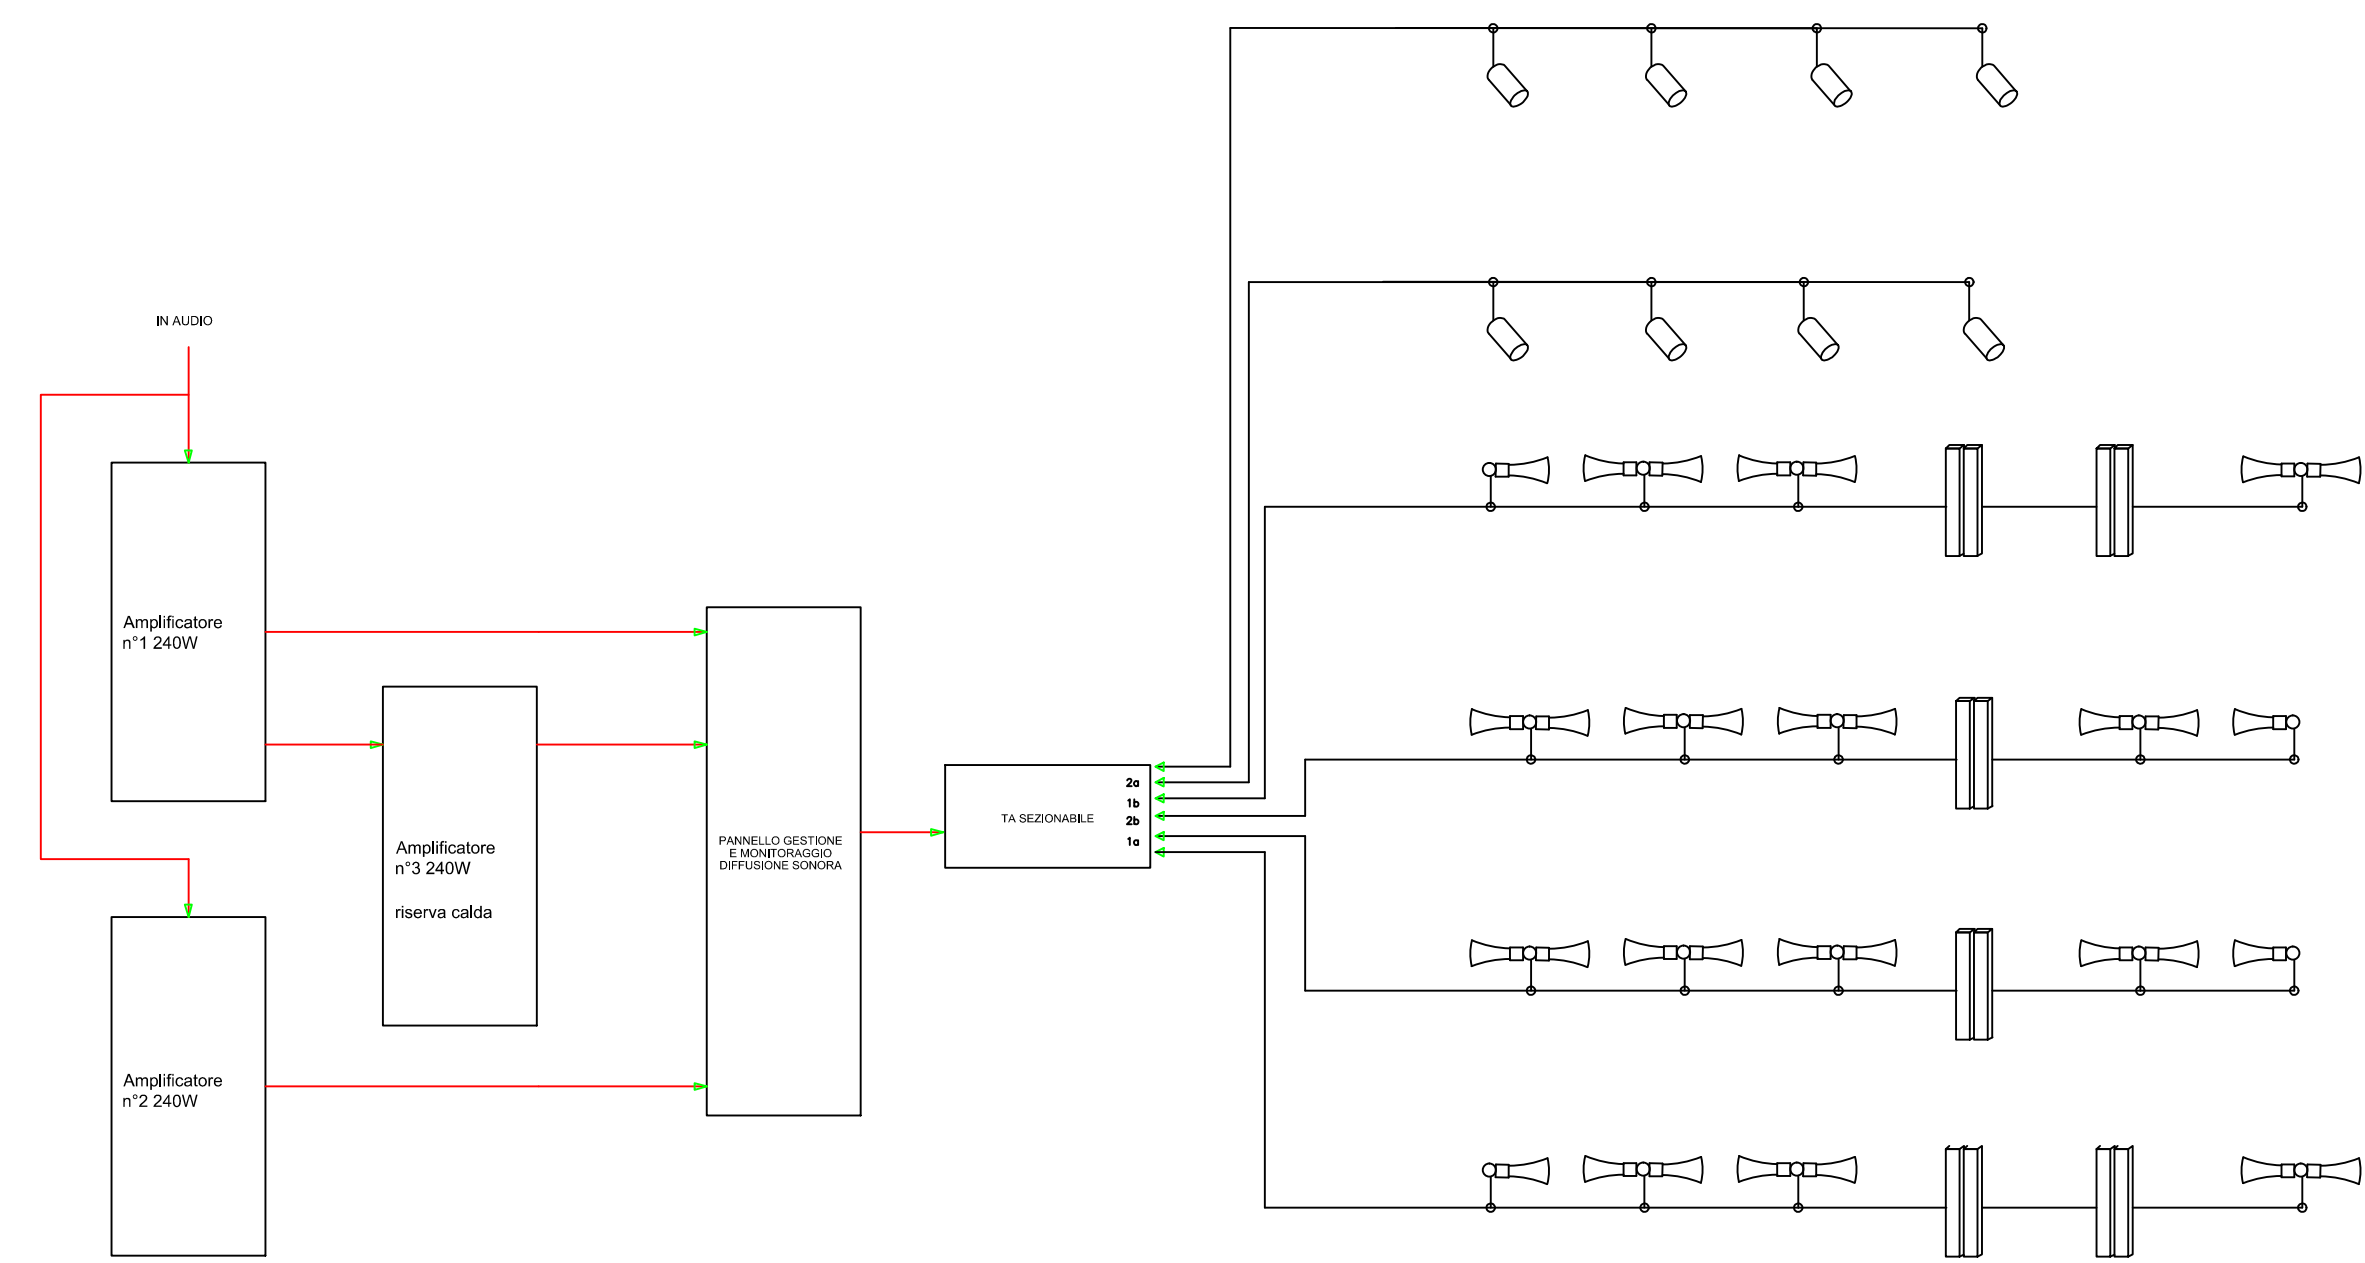 IN AUDIO
Amplificatore
n°1 240W
Amplificatore
n°3 240W
riserva calda
Amplificatore
n°2 240W
PANNELLO GESTIONE
E MONITORAGGIO
DIFFUSIONE SONORA
TA SEZIONABILE
2a
1b
2b
1a